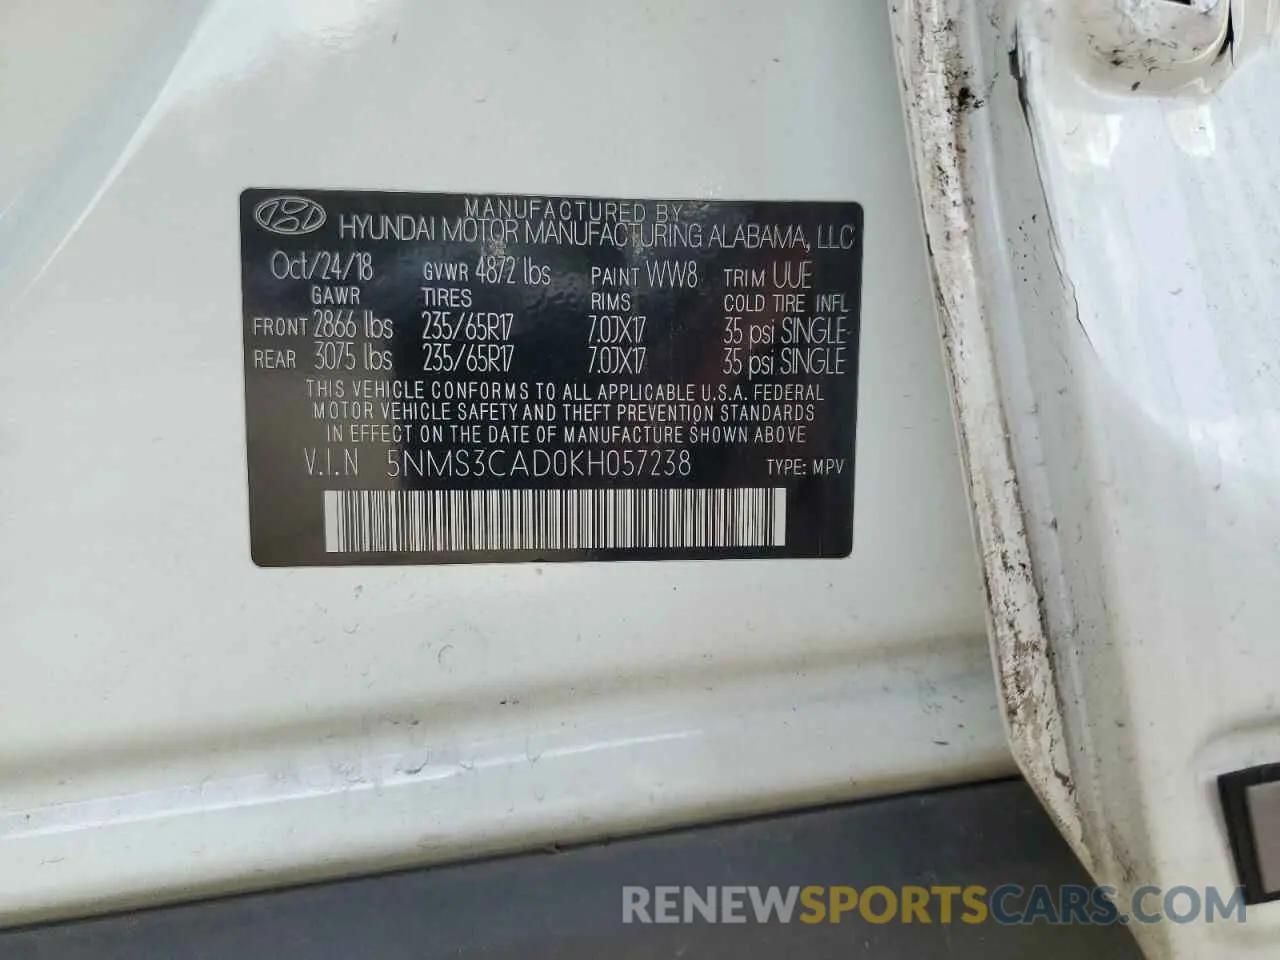 MANUFACTURED BY
HYUNDAI MOTOR MANUFACTURING ALABAMA, LLC
Oct/24/18 GVWR 4872 lbs PAINT WW8 TRIM UUE
GAWR TIRES RIMS COLD TIRE INFL
FRONT 2866 lbs 235/65R17 7.0JX17 35 psi SINGLE
REAR 3075 lbs 235/65R17 7.0JX17 35 psi SINGLE
THIS VEHICLE CONFORMS TO ALL APPLICABLE U.S.A. FEDERAL
MOTOR VEHICLE SAFETY AND THEFT PREVENTION STANDARDS
IN EFFECT ON THE DATE OF MANUFACTURE SHOWN ABOVE
V.I.N 5NMS3CAD0KH057238 TYPE: MPV
RENEWSPORTSCARS.COM